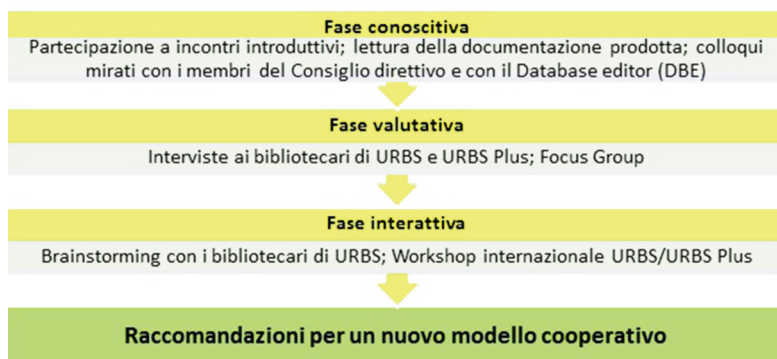 Fase conoscitiva
Partecipazione a incontri introduttivi; lettura della documentazione prodotta; colloqui
mirati con i membri del Consiglio direttivo e con il Database editor (DBE)
Fase valutativa
Interviste ai bibliotecari di URBS e URBS Plus; Focus Group
Fase interattiva
Brainstorming con i bibliotecari di URBS; Workshop internazionale URBS/URBS Plus
Raccomandazioni per un nuovo modello cooperativo